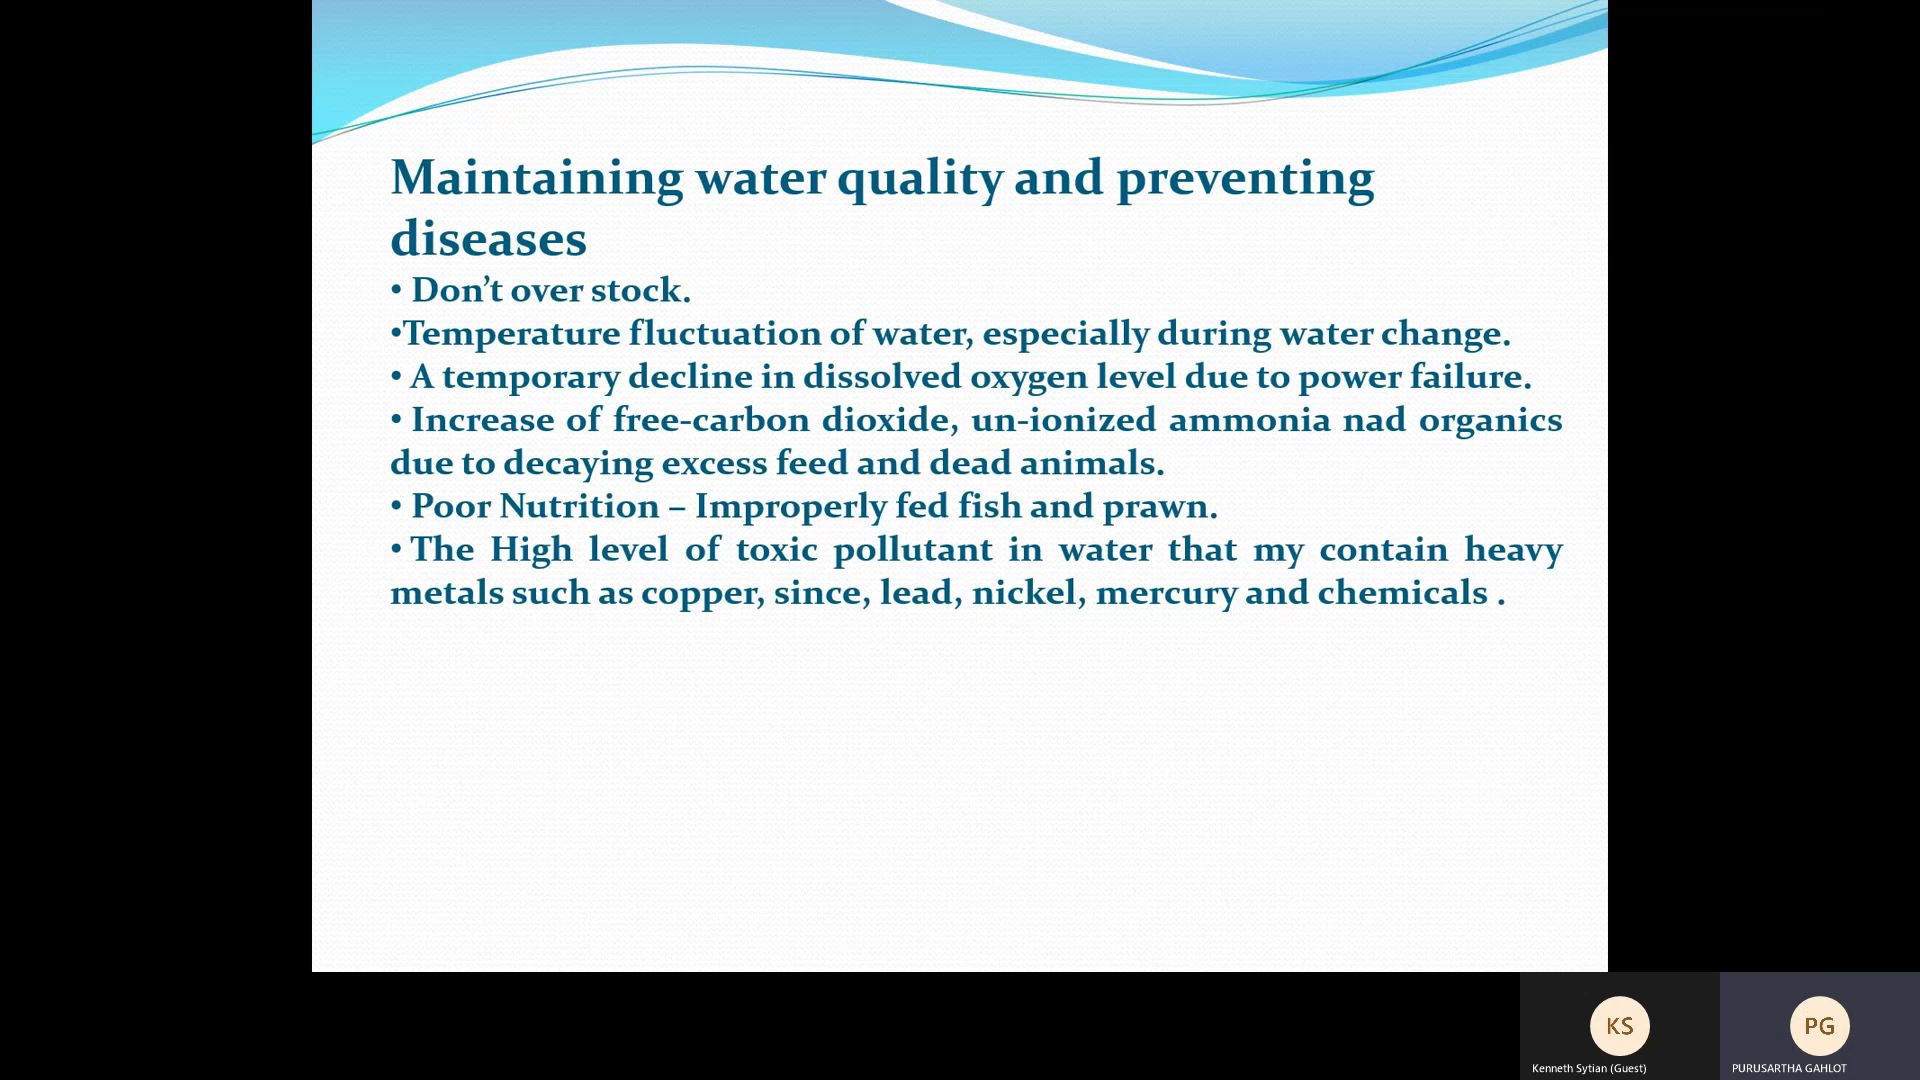 Maintaining water quality and preventing
diseases
• Don’t over stock.
•Temperature fluctuation of water, especially during water change.
• A temporary decline in dissolved oxygen level due to power failure.
• Increase of free-carbon dioxide, un-ionized ammonia nad organics
due to decaying excess feed and dead animals.
• Poor Nutrition – Improperly fed fish and prawn.
• The High level of toxic pollutant in water that my contain heavy
metals such as copper, since, lead, nickel, mercury and chemicals .
KS
PG
Kenneth Sytian (Guest)
PURUSARTHA GAHLOT